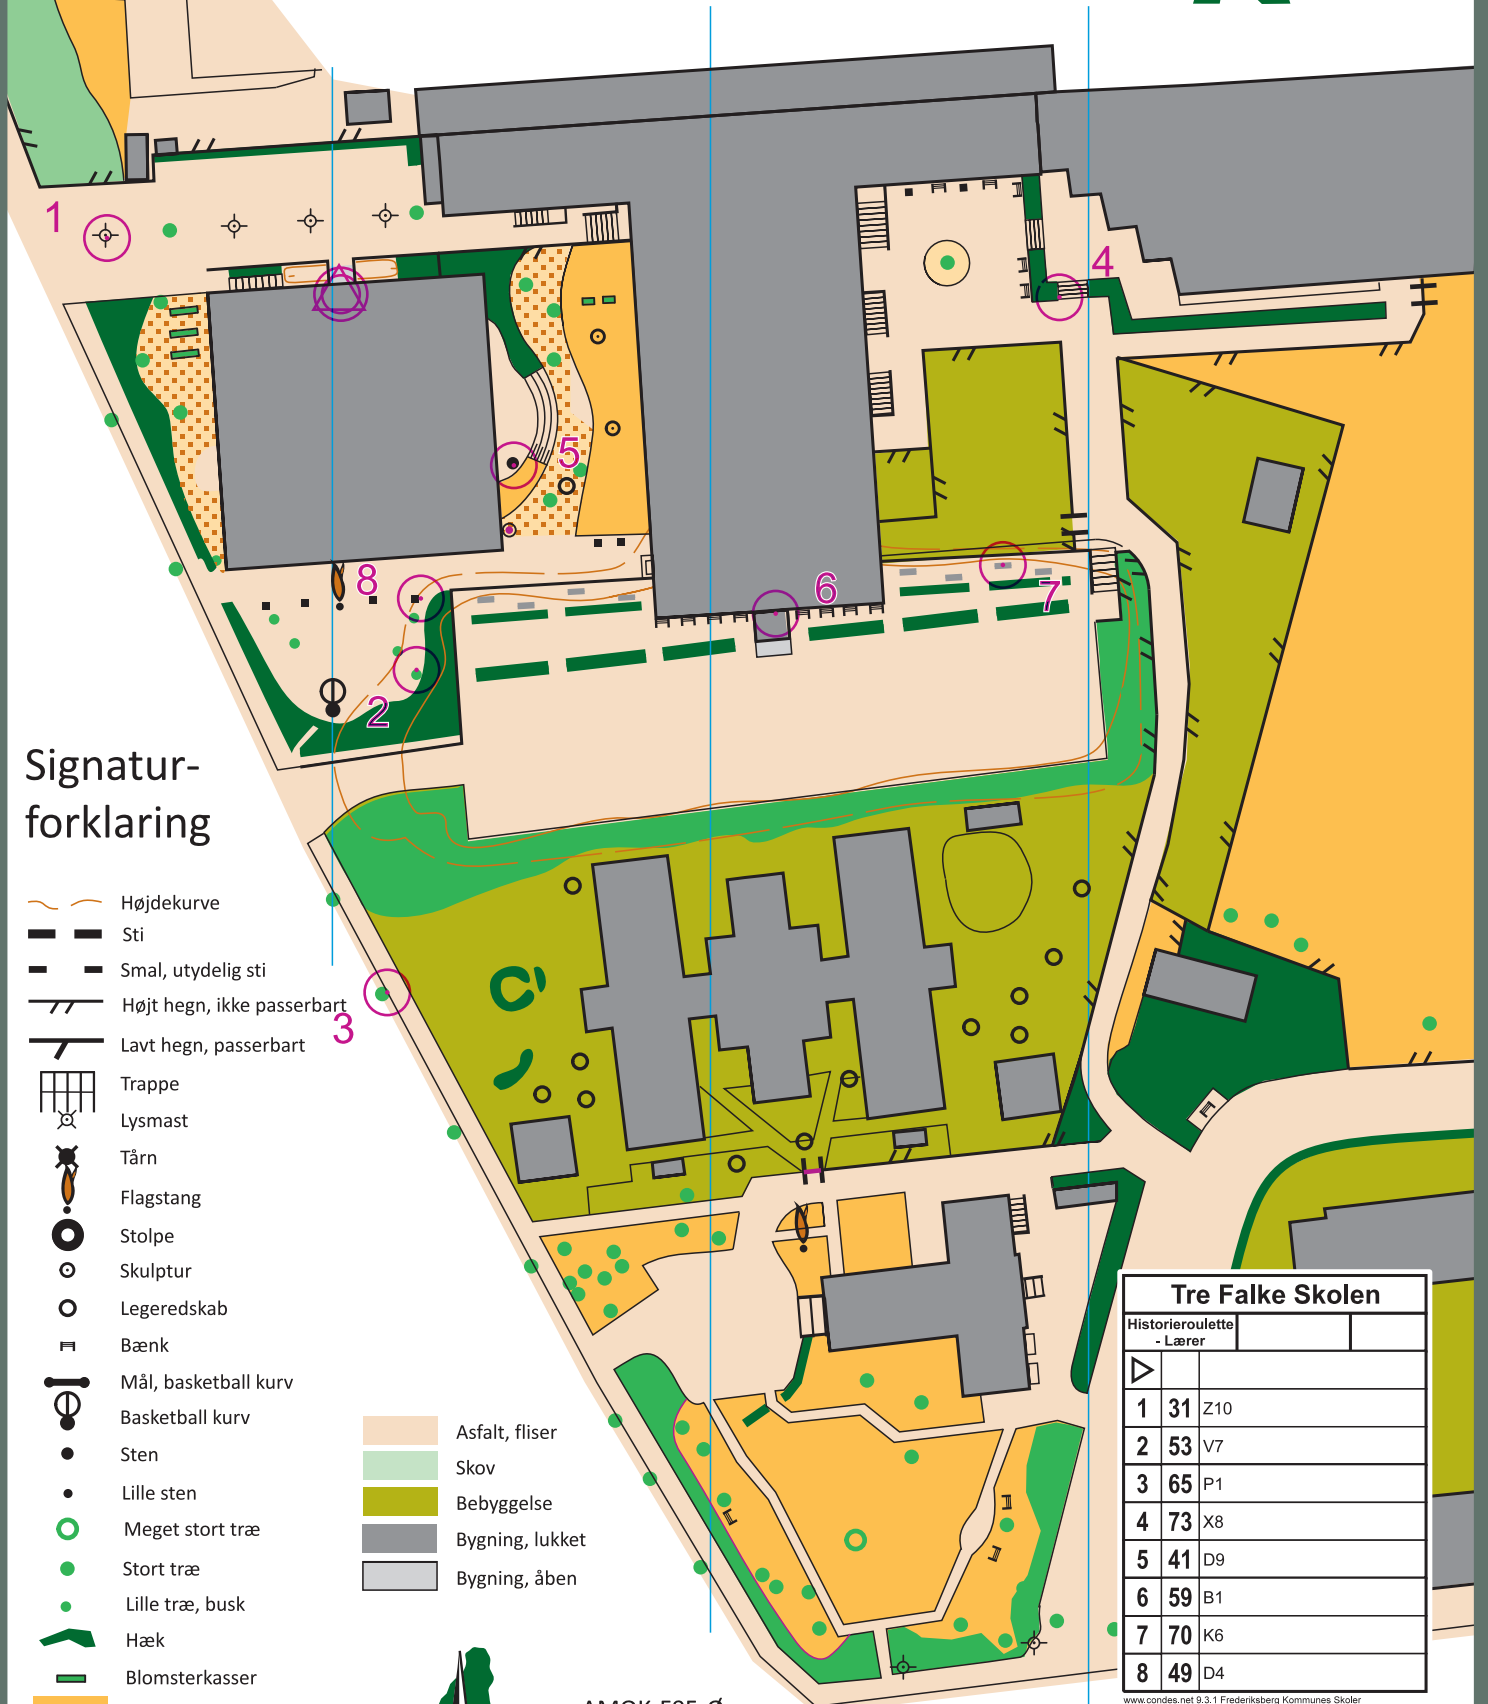 1
4
5
8
6
7
2
3
Signatur-
forklaring
Højdekurve
Sti
Smal, utydelig sti
Højt hegn, ikke passerbart
Lavt hegn, passerbart
Trappe
Lysmast
Tårn
Flagstang
Stolpe
Skulptur
Legeredskab
Bænk
Mål, basketball kurv
Basketball kurv
Sten
Lille sten
Meget stort træ
Stort træ
Lille træ, busk
Hæk
Blomsterkasser
Asfalt, fliser
Skov
Bebyggelse
Bygning, lukket
Bygning, åben
Tre Falke Skolen
Historieroulette
- Lærer
1 31 Z10
2 53 V7
3 65 P1
4 73 X8
5 41 D9
6 59 B1
7 70 K6
8 49 D4
www.condes.net 9.3.1 Frederiksberg Kommunes Skoler